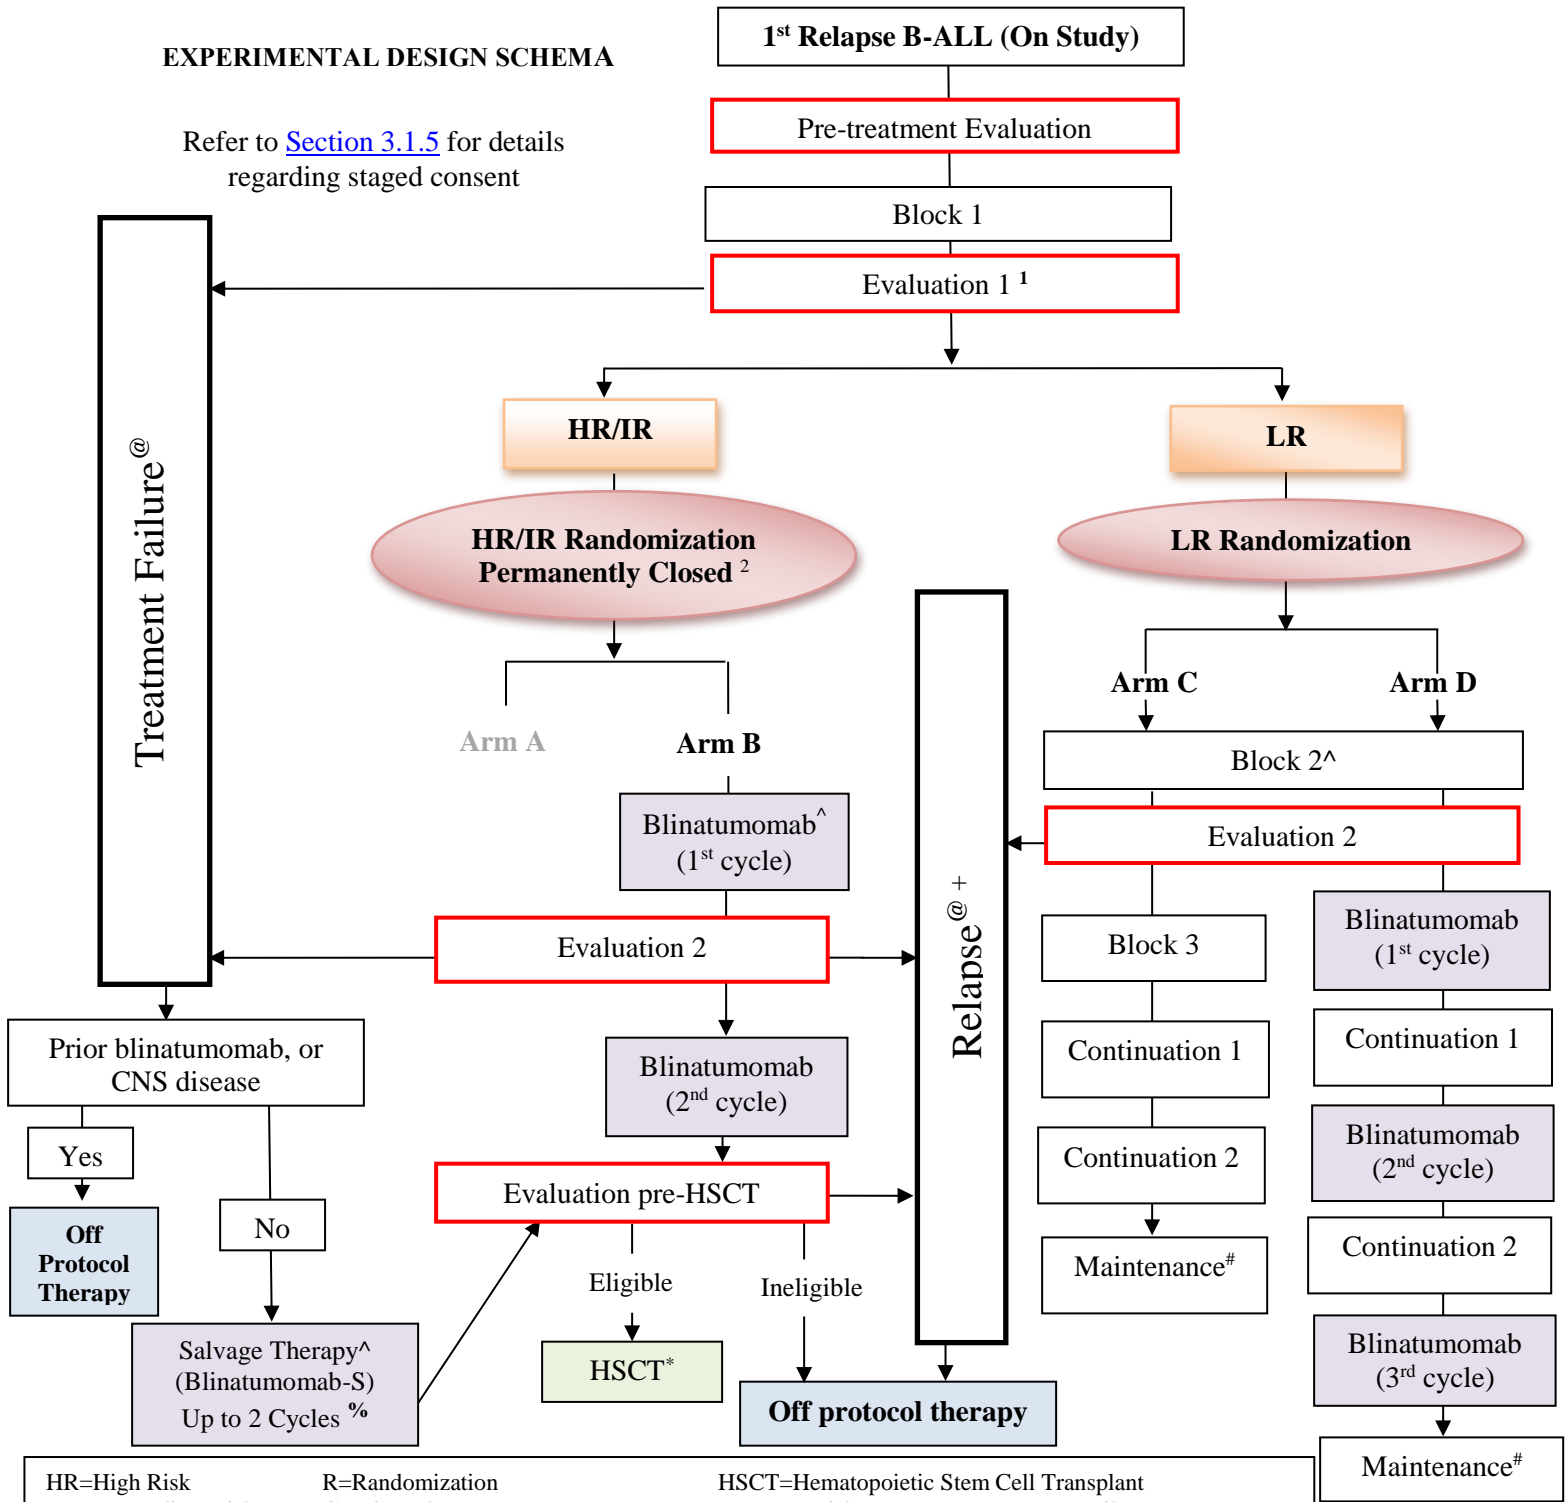 1st Relapse B-ALL (On Study)
EXPERIMENTAL DESIGN SCHEMA
Pre-treatment Evaluation
Refer to Section 3.1.5 for details
regarding staged consent
Block 1
Evaluation 1 1
HR/IR
LR
Treatment Failure@
HR/IR Randomization
Permanently Closed 2
LR Randomization
Arm A
Arm B
Arm C
Arm D
Block 2^
Blinatumomab^
(1st cycle)
Evaluation 2
Relapse@ +
Evaluation 2
Block 3
Blinatumomab
(1st cycle)
Prior blinatumomab, or
CNS disease
Blinatumomab
(2nd cycle)
Continuation 1
Continuation 1
Yes
No
Off
Protocol
Therapy
Evaluation pre-HSCT
Continuation 2
Blinatumomab
(2nd cycle)
Eligible
Ineligible
Maintenance#
Continuation 2
Salvage Therapy^
(Blinatumomab-S)
Up to 2 Cycles %
HSCT*
Off protocol therapy
Blinatumomab
(3rd cycle)
Maintenance#
HR=High Risk R=Randomization HSCT=Hematopoietic Stem Cell Transplant